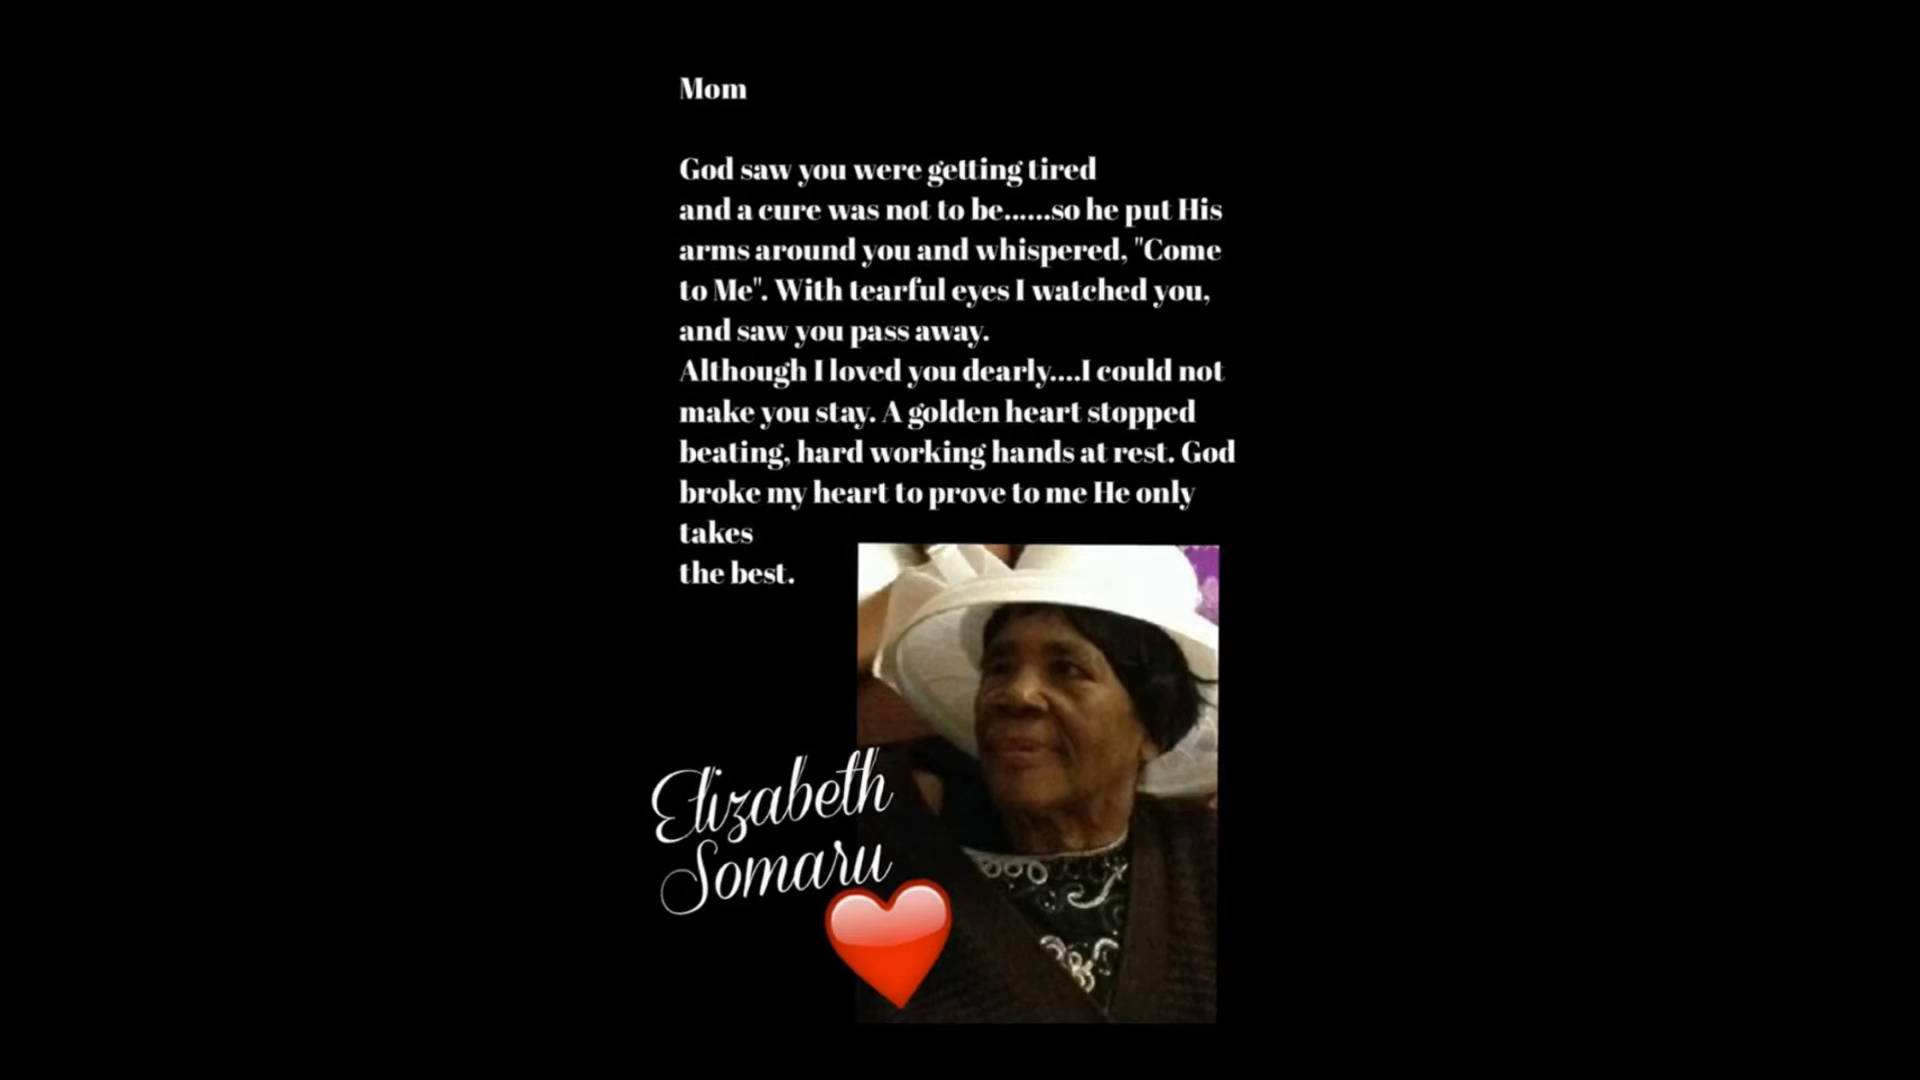 Mom
God saw you were getting tired
and a cure was not to be......so he put His
arms around you and whispered, "Come
to Me". With tearful eyes I watched you,
and saw you pass away.
Although I loved you dearly....I could not
make you stay. A golden heart stopped
beating, hard working hands at rest. God
broke my heart to prove to me He only
takes
the best.
Elizabeth
Somaru